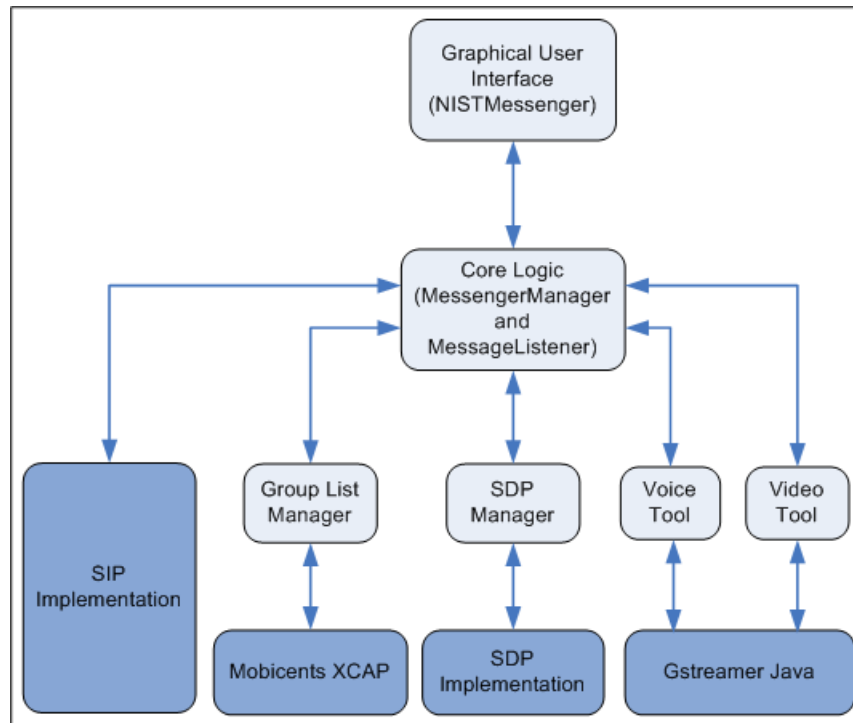 Graphical User
Interface
(NISTMessenger)
Core Logic
(MessengerManager
and
MessageListener)
Group List
Manager
SDP
Manager
Voice
Tool
Video
Tool
SIP
Implementation
Mobicents XCAP
SDP
Implementation
Gstreamer Java